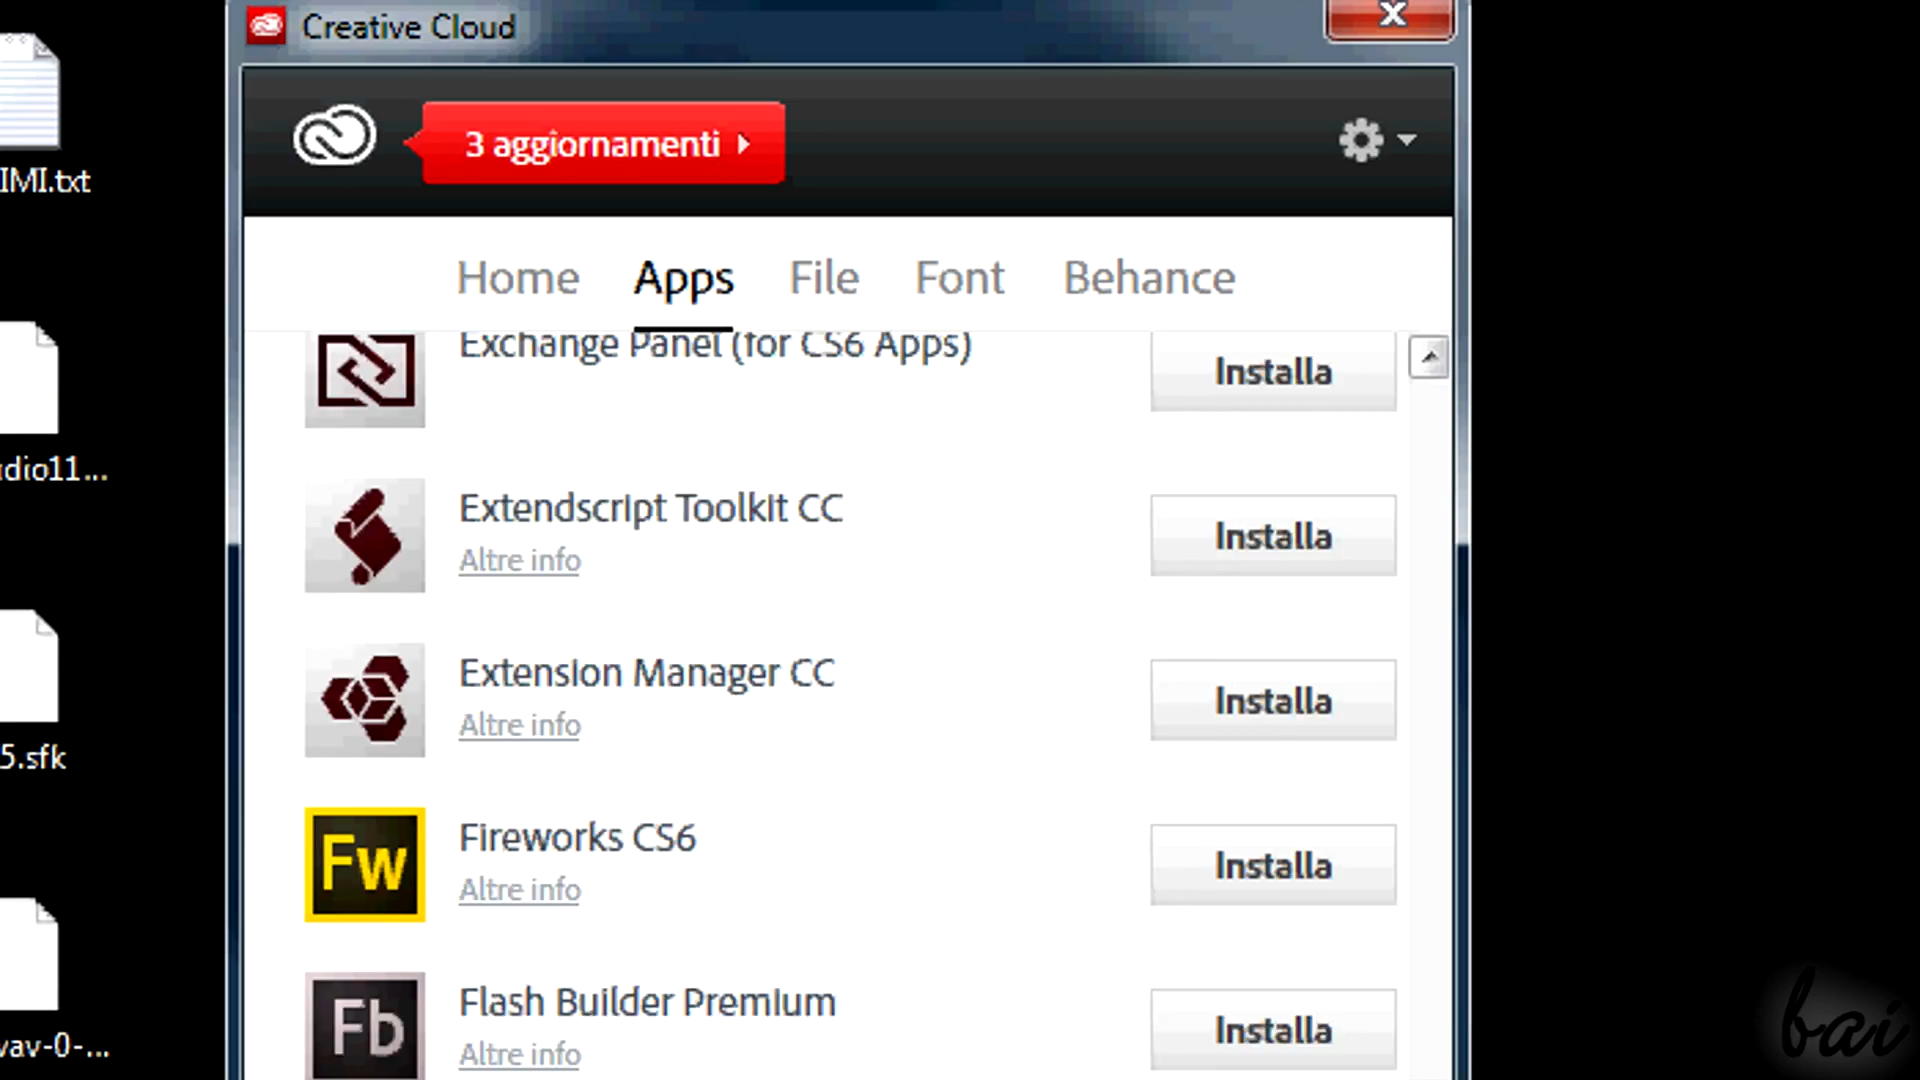 Creative Cloud
3 aggiornamenti
Home Apps File Font Behance
Exchange Panel (for CS6 Apps)
Installa
Extendscript Toolkit CC
Altre info
Installa
Extension Manager CC
Altre info
Installa
Fw
Fireworks CS6
Altre info
Installa
Fb
Flash Builder Premium
Altre info
Installa
IMI.txt
dio11...
5.sfk
vav-0-...
bai